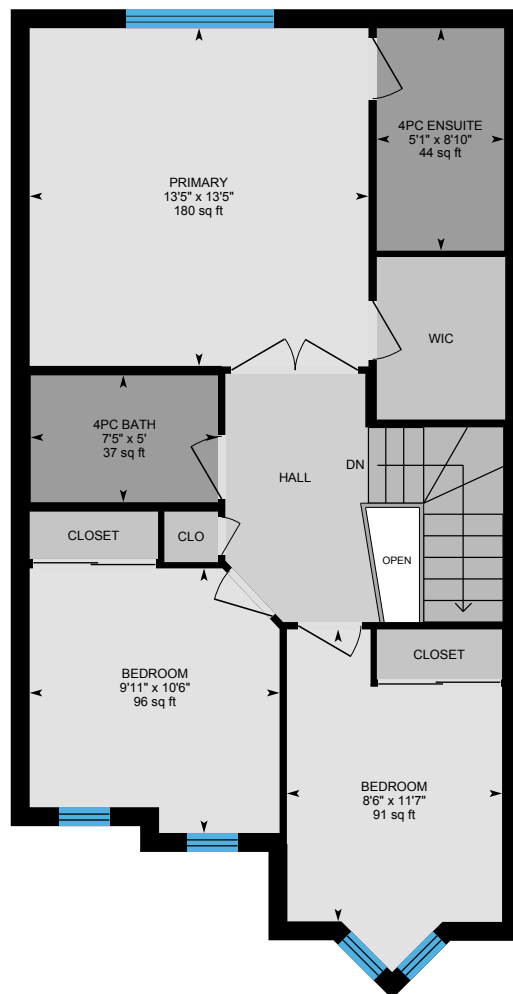 4PC ENSUITE
5'1" x 8'10"
44 sq ft
PRIMARY
13'5" x 13'5"
180 sq ft
WIC
4PC BATH
7'5" x 5'
37 sq ft
DN
HALL
CLOSET
CLO
OPEN
CLOSET
BEDROOM
9'11" x 10'6"
96 sq ft
BEDROOM
8'6" x 11'7"
91 sq ft